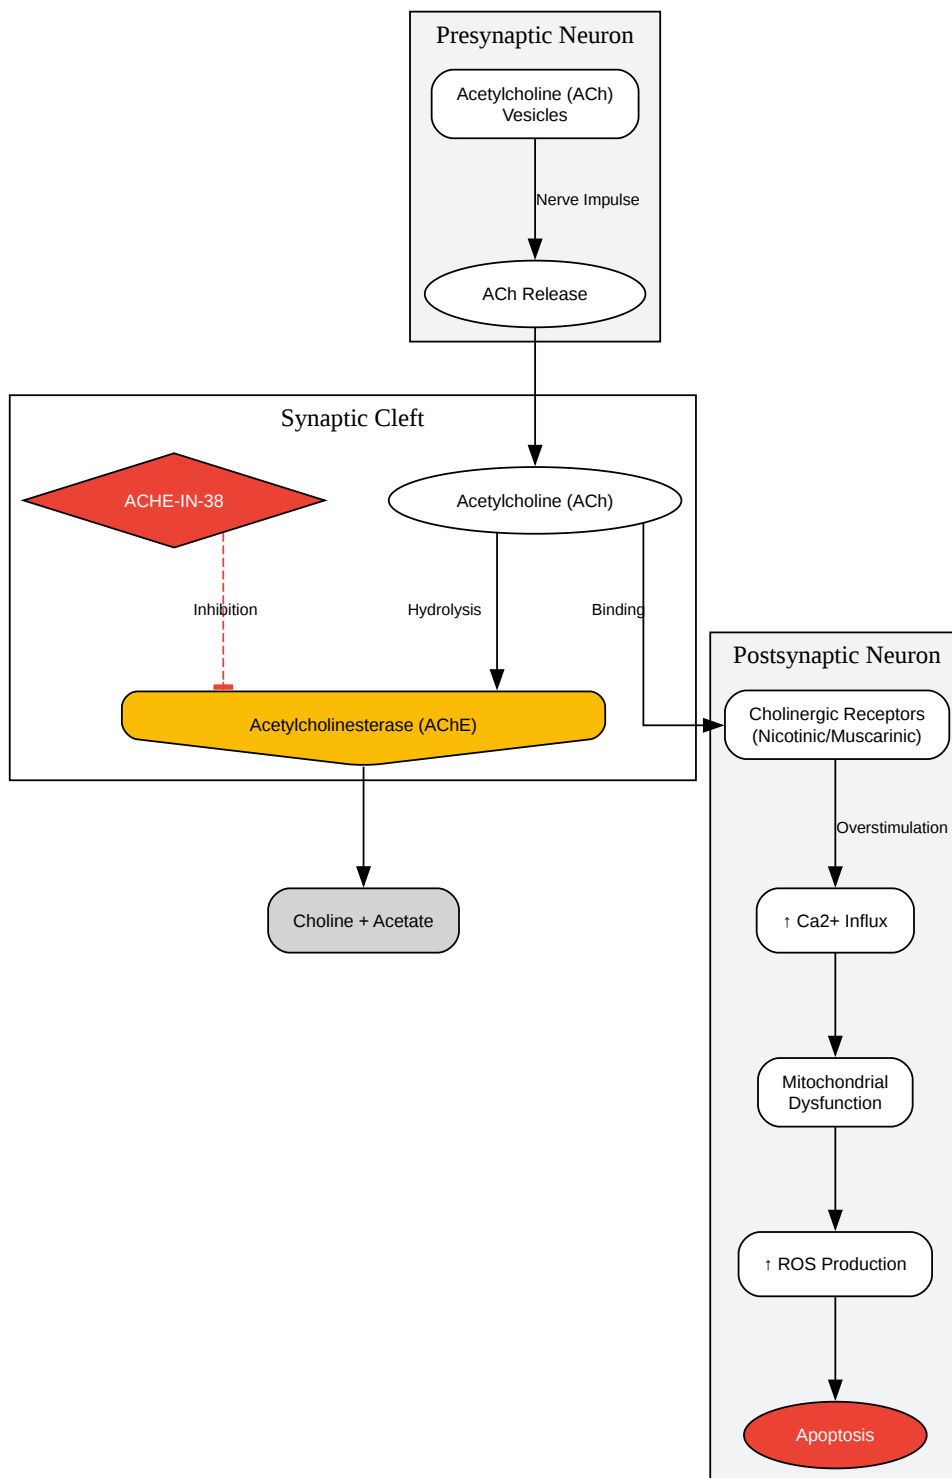 Presynaptic Neuron
Acetylcholine (ACh)
Vesicles
Nerve Impulse
ACh Release
Synaptic Cleft
ACHE-IN-38
Acetylcholine (ACh)
Inhibition
Hydrolysis
Binding
Acetylcholinesterase (AChE)
Choline + Acetate
Postsynaptic Neuron
Cholinergic Receptors
(Nicotinic/Muscarinic)
Overstimulation
↑ Ca2+ Influx
Mitochondrial
Dysfunction
↑ ROS Production
Apoptosis